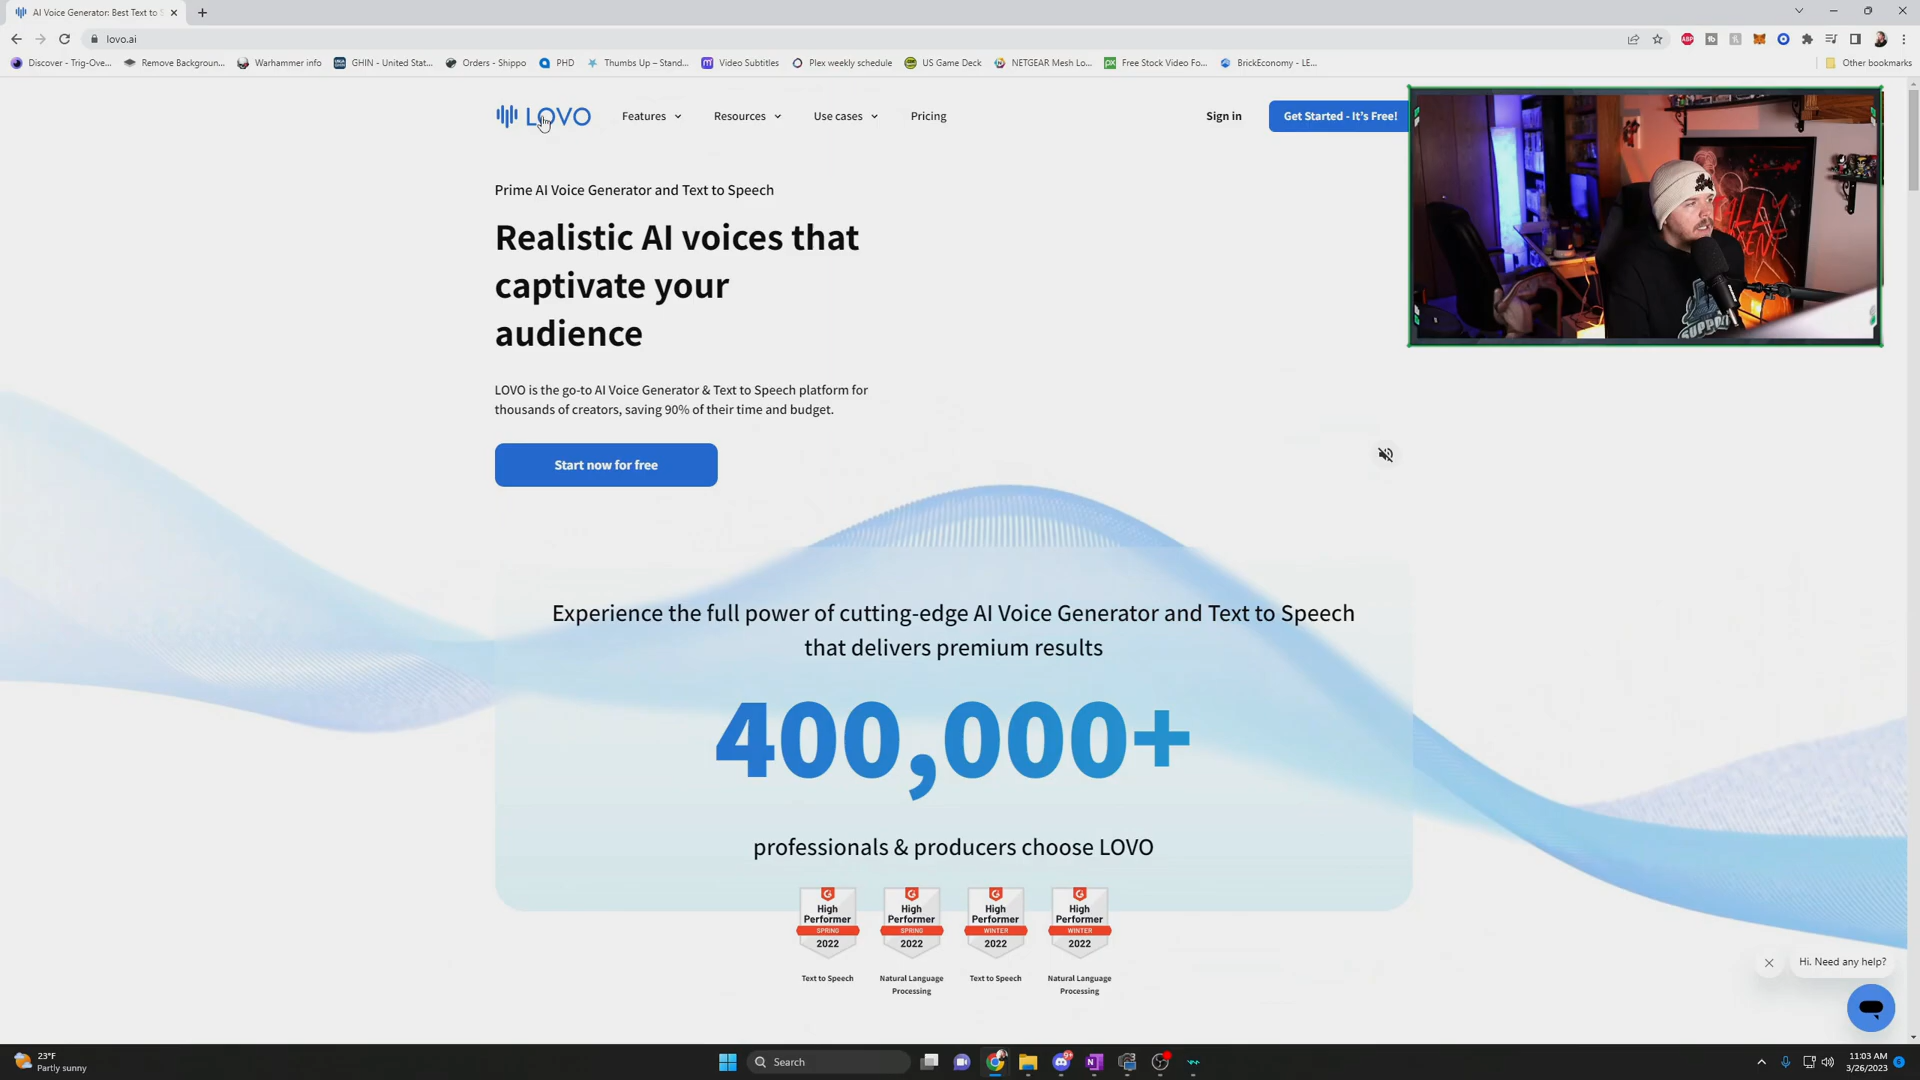 AI Voice Generator: Best Text to S
lovo.ai
Discover - Trig-Ove... Remove Backgroun... Warhammer info GHIN - United Stat... Orders - Shippo PHD Thumbs Up – Stand... Video Subtitles Plex weekly schedule US Game Deck NETGEAR Mesh Lo... Free Stock Video Fo... BrickEconomy - LE... Other bookmarks
LOVO Features Resources Use cases Pricing Sign in Get Started - It's Free!
Prime AI Voice Generator and Text to Speech
Realistic AI voices that
captivate your
audience
LOVO is the go-to AI Voice Generator & Text to Speech platform for
thousands of creators, saving 90% of their time and budget.
Start now for free
Experience the full power of cutting-edge AI Voice Generator and Text to Speech
that delivers premium results
400,000+
professionals & producers choose LOVO
High High High High
Performer Performer Performer Performer
SPRING SPRING WINTER WINTER
2022 2022 2022 2022
Text to Speech Natural Language Text to Speech Natural Language
Processing Processing
Hi. Need any help?
23°F
Partly sunny
Search
11:03 AM
3/26/2023